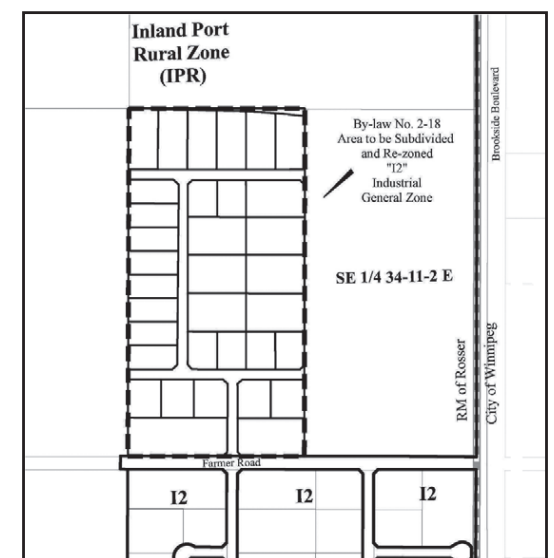 Inland Port
Rural Zone
(IPR)
Brookside Boulevard
By-law No. 2-18
Area to be Subdivided
and Re-zoned
"I2"
Industrial
General Zone
SE 1/4 34-11-2 E
RM of Rosser
City of Winnipeg
Farmer Road
I2
I2
I2